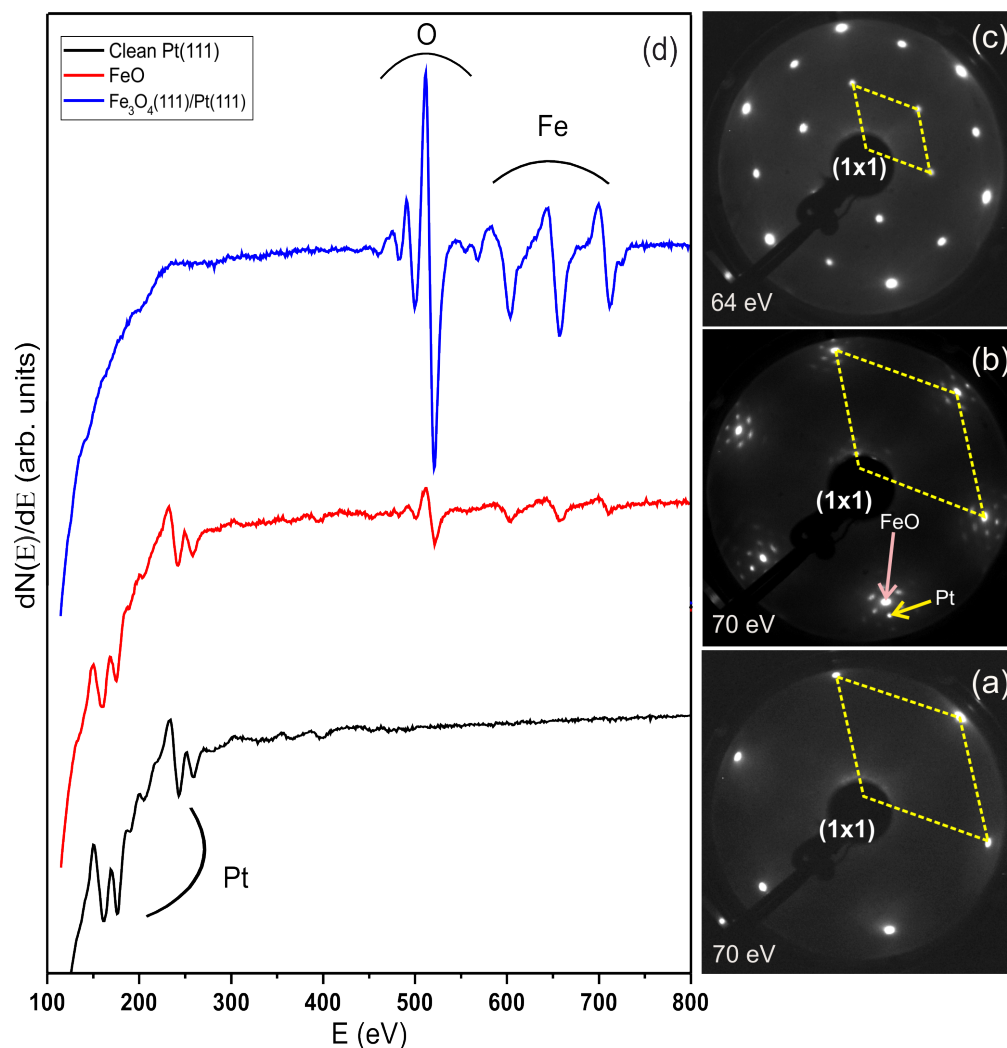 Clean Pt(111)
FeO
Fe₃O₄(111)/Pt(111)
O
(d)
Fe
Pt
dN(E)/dE (arb. units)
100 200 300 400 500 600 700 800
E (eV)
(c)
(1x1)
64 eV
(b)
(1x1)
FeO
Pt
70 eV
(a)
(1x1)
70 eV